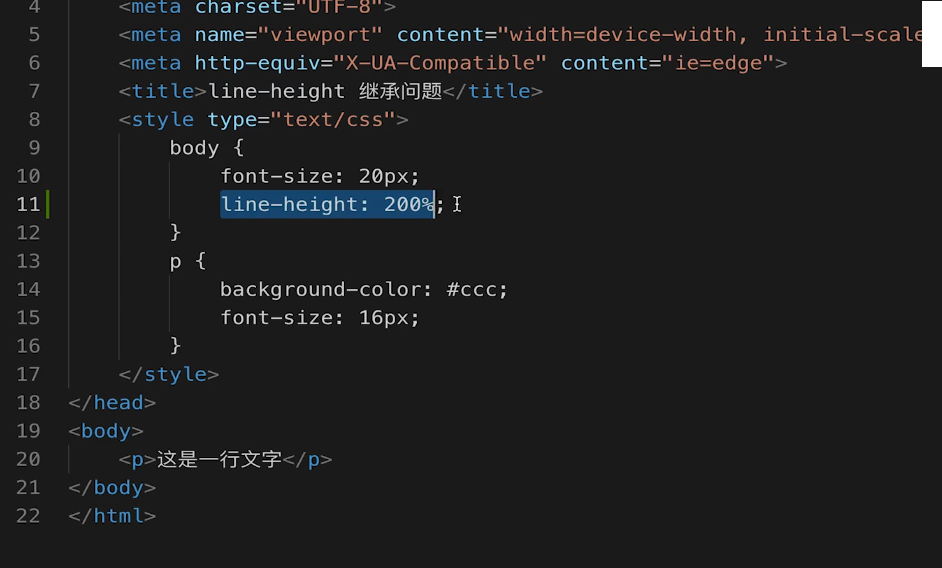 4 <meta charset="UTF-8">
5 <meta name="viewport" content="width=device-width, initial-scale
6 <meta http-equiv="X-UA-Compatible" content="ie=edge">
7 <title>line-height 继承问题</title>
8 <style type="text/css">
9 body {
10 font-size: 20px;
11 line-height: 200%;
12 }
13 p {
14 background-color: #ccc;
15 font-size: 16px;
16 }
17 </style>
18 </head>
19 <body>
20 <p>这是一行文字</p>
21 </body>
22 </html>